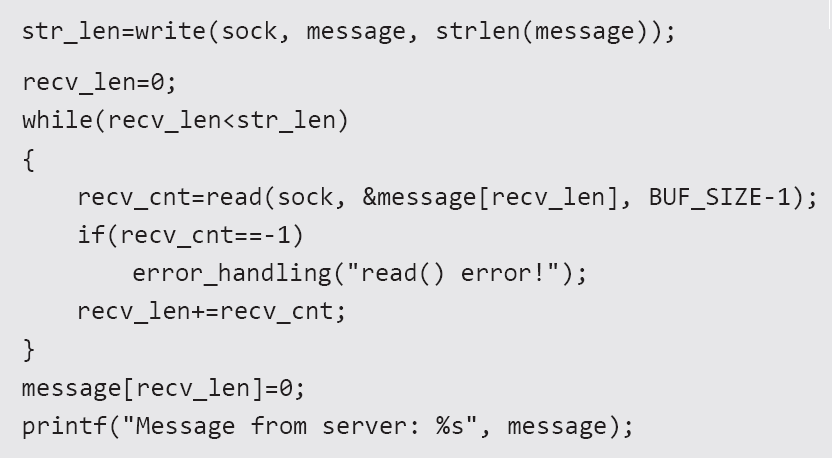 str_len=write(sock, message, strlen(message));
recv_len=0;
while(recv_len<str_len)
{
    recv_cnt=read(sock, &message[recv_len], BUF_SIZE-1);
    if(recv_cnt==-1)
        error_handling("read() error!");
    recv_len+=recv_cnt;
}
message[recv_len]=0;
printf("Message from server: %s", message);